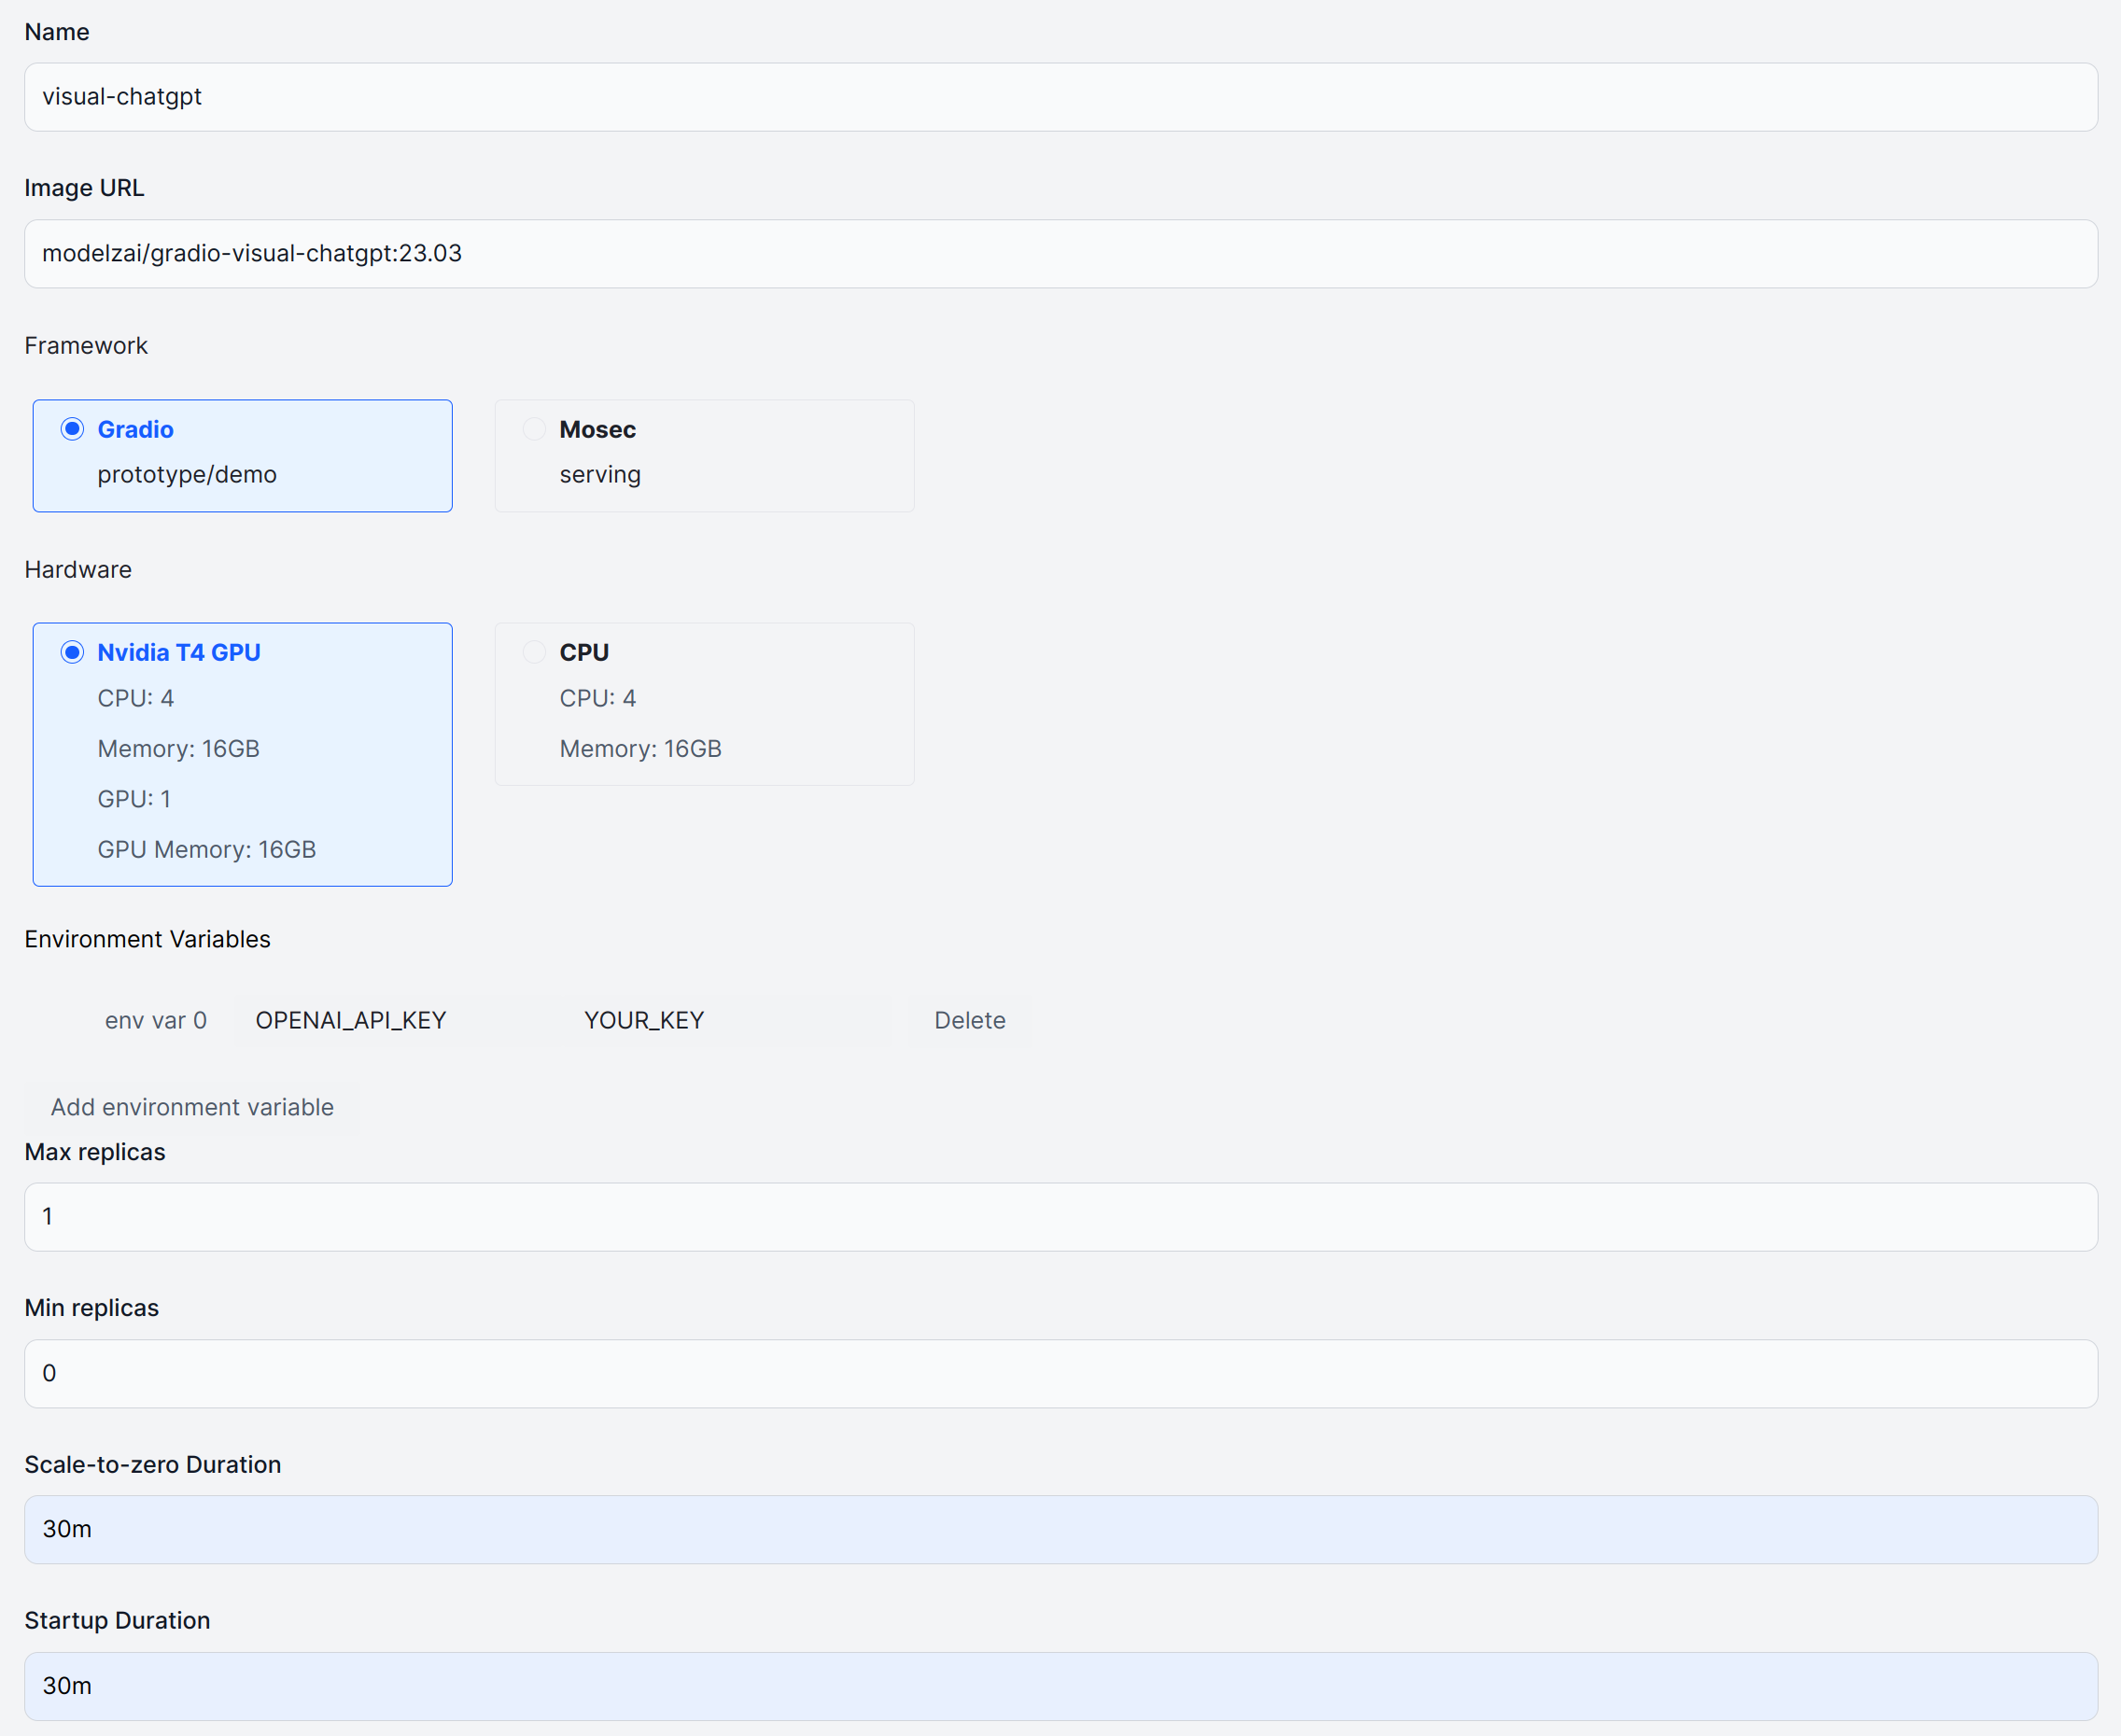 Name
visual-chatgpt
Image URL
modelzai/gradio-visual-chatgpt:23.03
Framework
Gradio
prototype/demo
Mosec
serving
Hardware
Nvidia T4 GPU
CPU: 4
Memory: 16GB
GPU: 1
GPU Memory: 16GB
CPU
CPU: 4
Memory: 16GB
Environment Variables
env var 0 OPENAI_API_KEY YOUR_KEY Delete
Add environment variable
Max replicas
1
Min replicas
0
Scale-to-zero Duration
30m
Startup Duration
30m